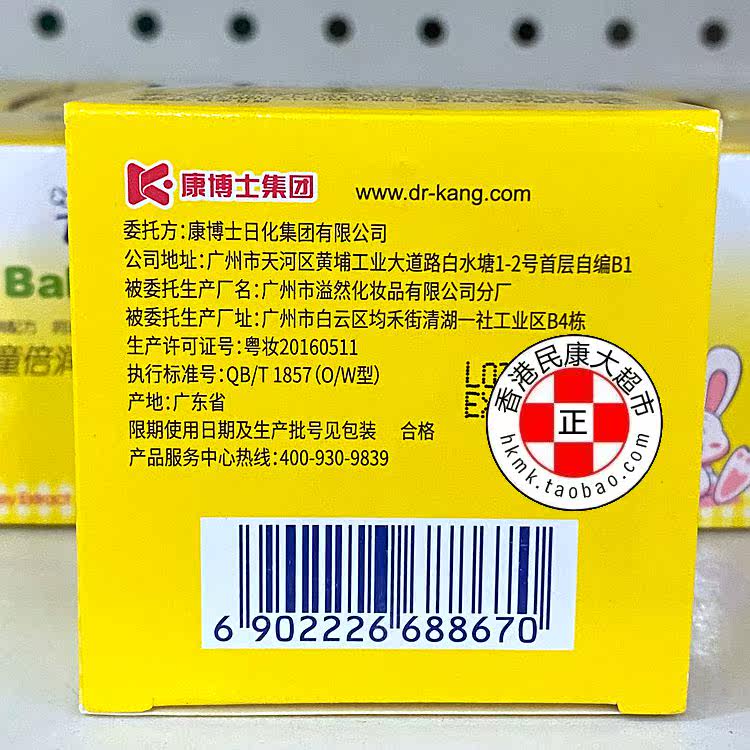 康博士集团 www.dr-kang.com
委托方:康博士日化集团有限公司
公司地址:广州市天河区黄埔工业大道路白水塘1-2号首层自编B1
被委托生产厂名:广州市溢然化妆品有限公司分厂
被委托生产厂址:广州市白云区均禾街清湖一社工业区B4栋
生产许可证号:粤妆20160511
执行标准号:QB/T 1857(O/W型)
产地:广东省
限期使用日期及生产批号见包装 合格
产品服务中心热线:400-930-9839
LOT
EX
香港民康大超市
正
hkmk.taobao.com
6 902226 688670
Bab
童倍润
Extract